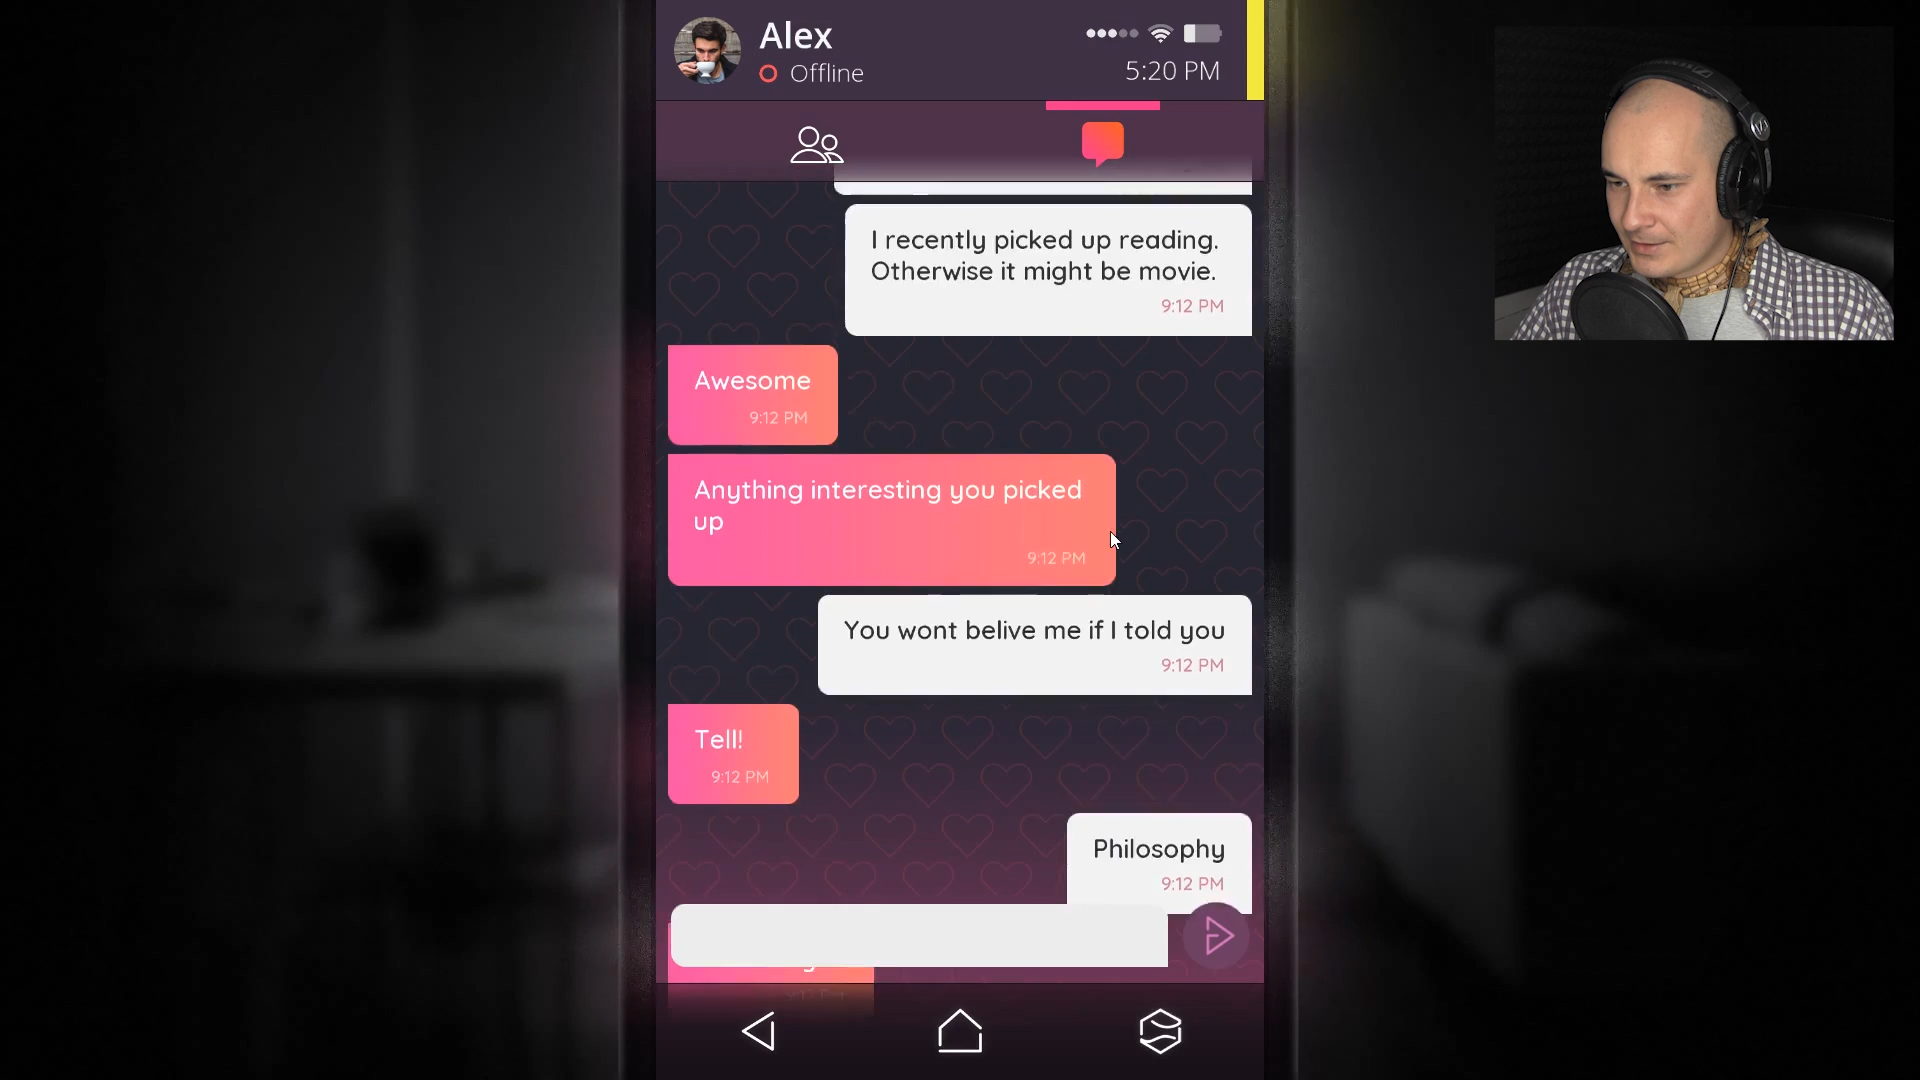 Alex
Offline
5:20 PM
I recently picked up reading.
Otherwise it might be movie.
9:12 PM
Awesome
9:12 PM
Anything interesting you picked
up
9:12 PM
You wont belive me if I told you
9:12 PM
Tell!
9:12 PM
Philosophy
9:12 PM